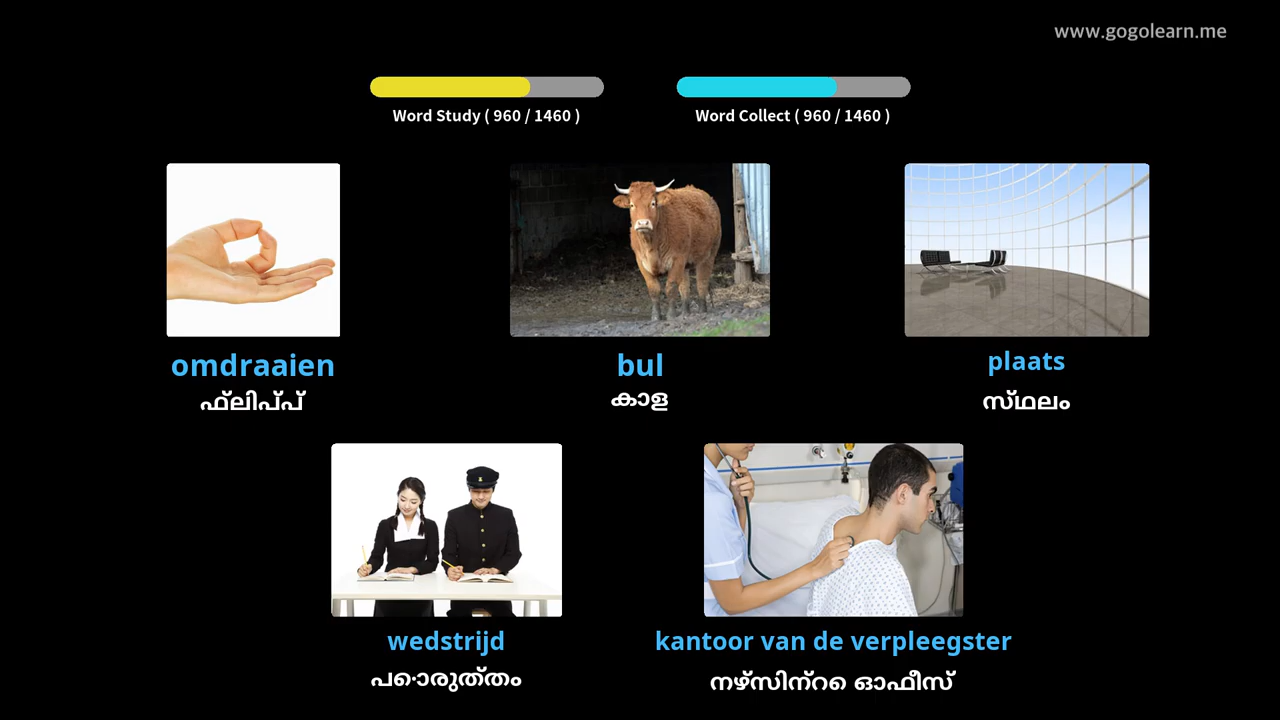 www.gogolearn.me
Word Study ( 960 / 1460 )
Word Collect ( 960 / 1460 )
omdraaien
ഫ്ലിപ്പ്
bul
കാള
plaats
സ്ഥലം
wedstrijd
പൊരുത്തം
kantoor van de verpleegster
നഴ്സിന്റെ ഓഫീസ്